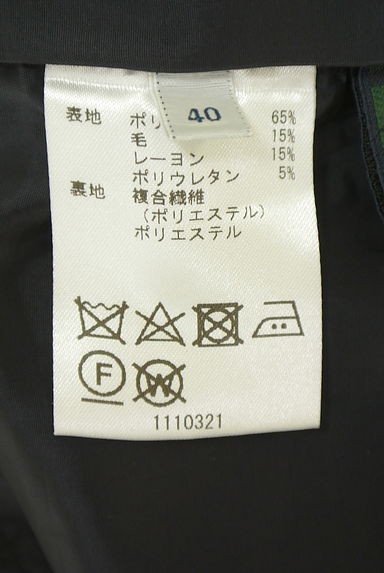 40
表地 ポリ 65%
毛 15%
レーヨン 15%
ポリウレタン 5%
裏地 複合繊維
(ポリエステル)
ポリエステル
F W
1110321